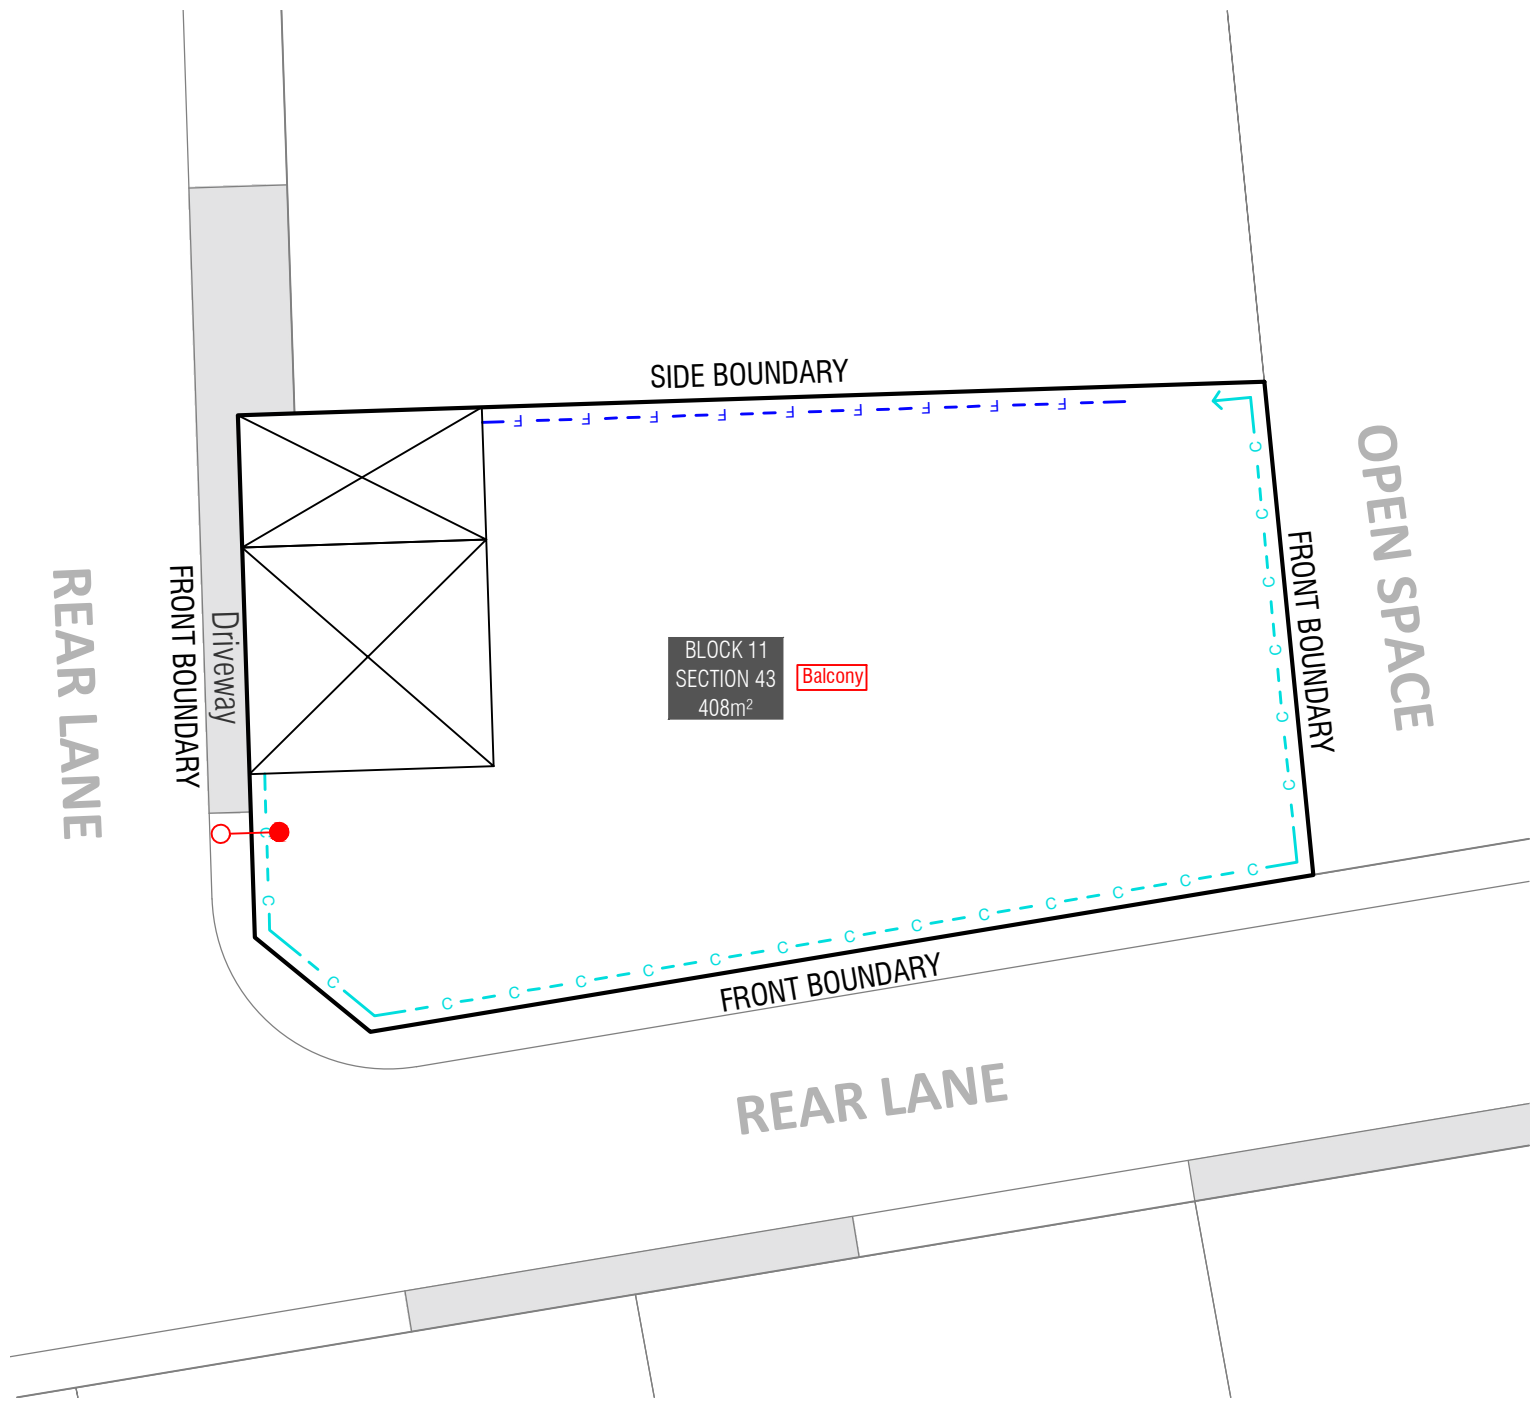 SIDE BOUNDARY
F F F F F F F F F
OPEN SPACE
FRONT BOUNDARY
C C C C C C
REAR LANE
FRONT BOUNDARY
Driveway
BLOCK 11
SECTION 43
408m²
Balcony
C C C
C C C C C C C C C C C C C
FRONT BOUNDARY
REAR LANE